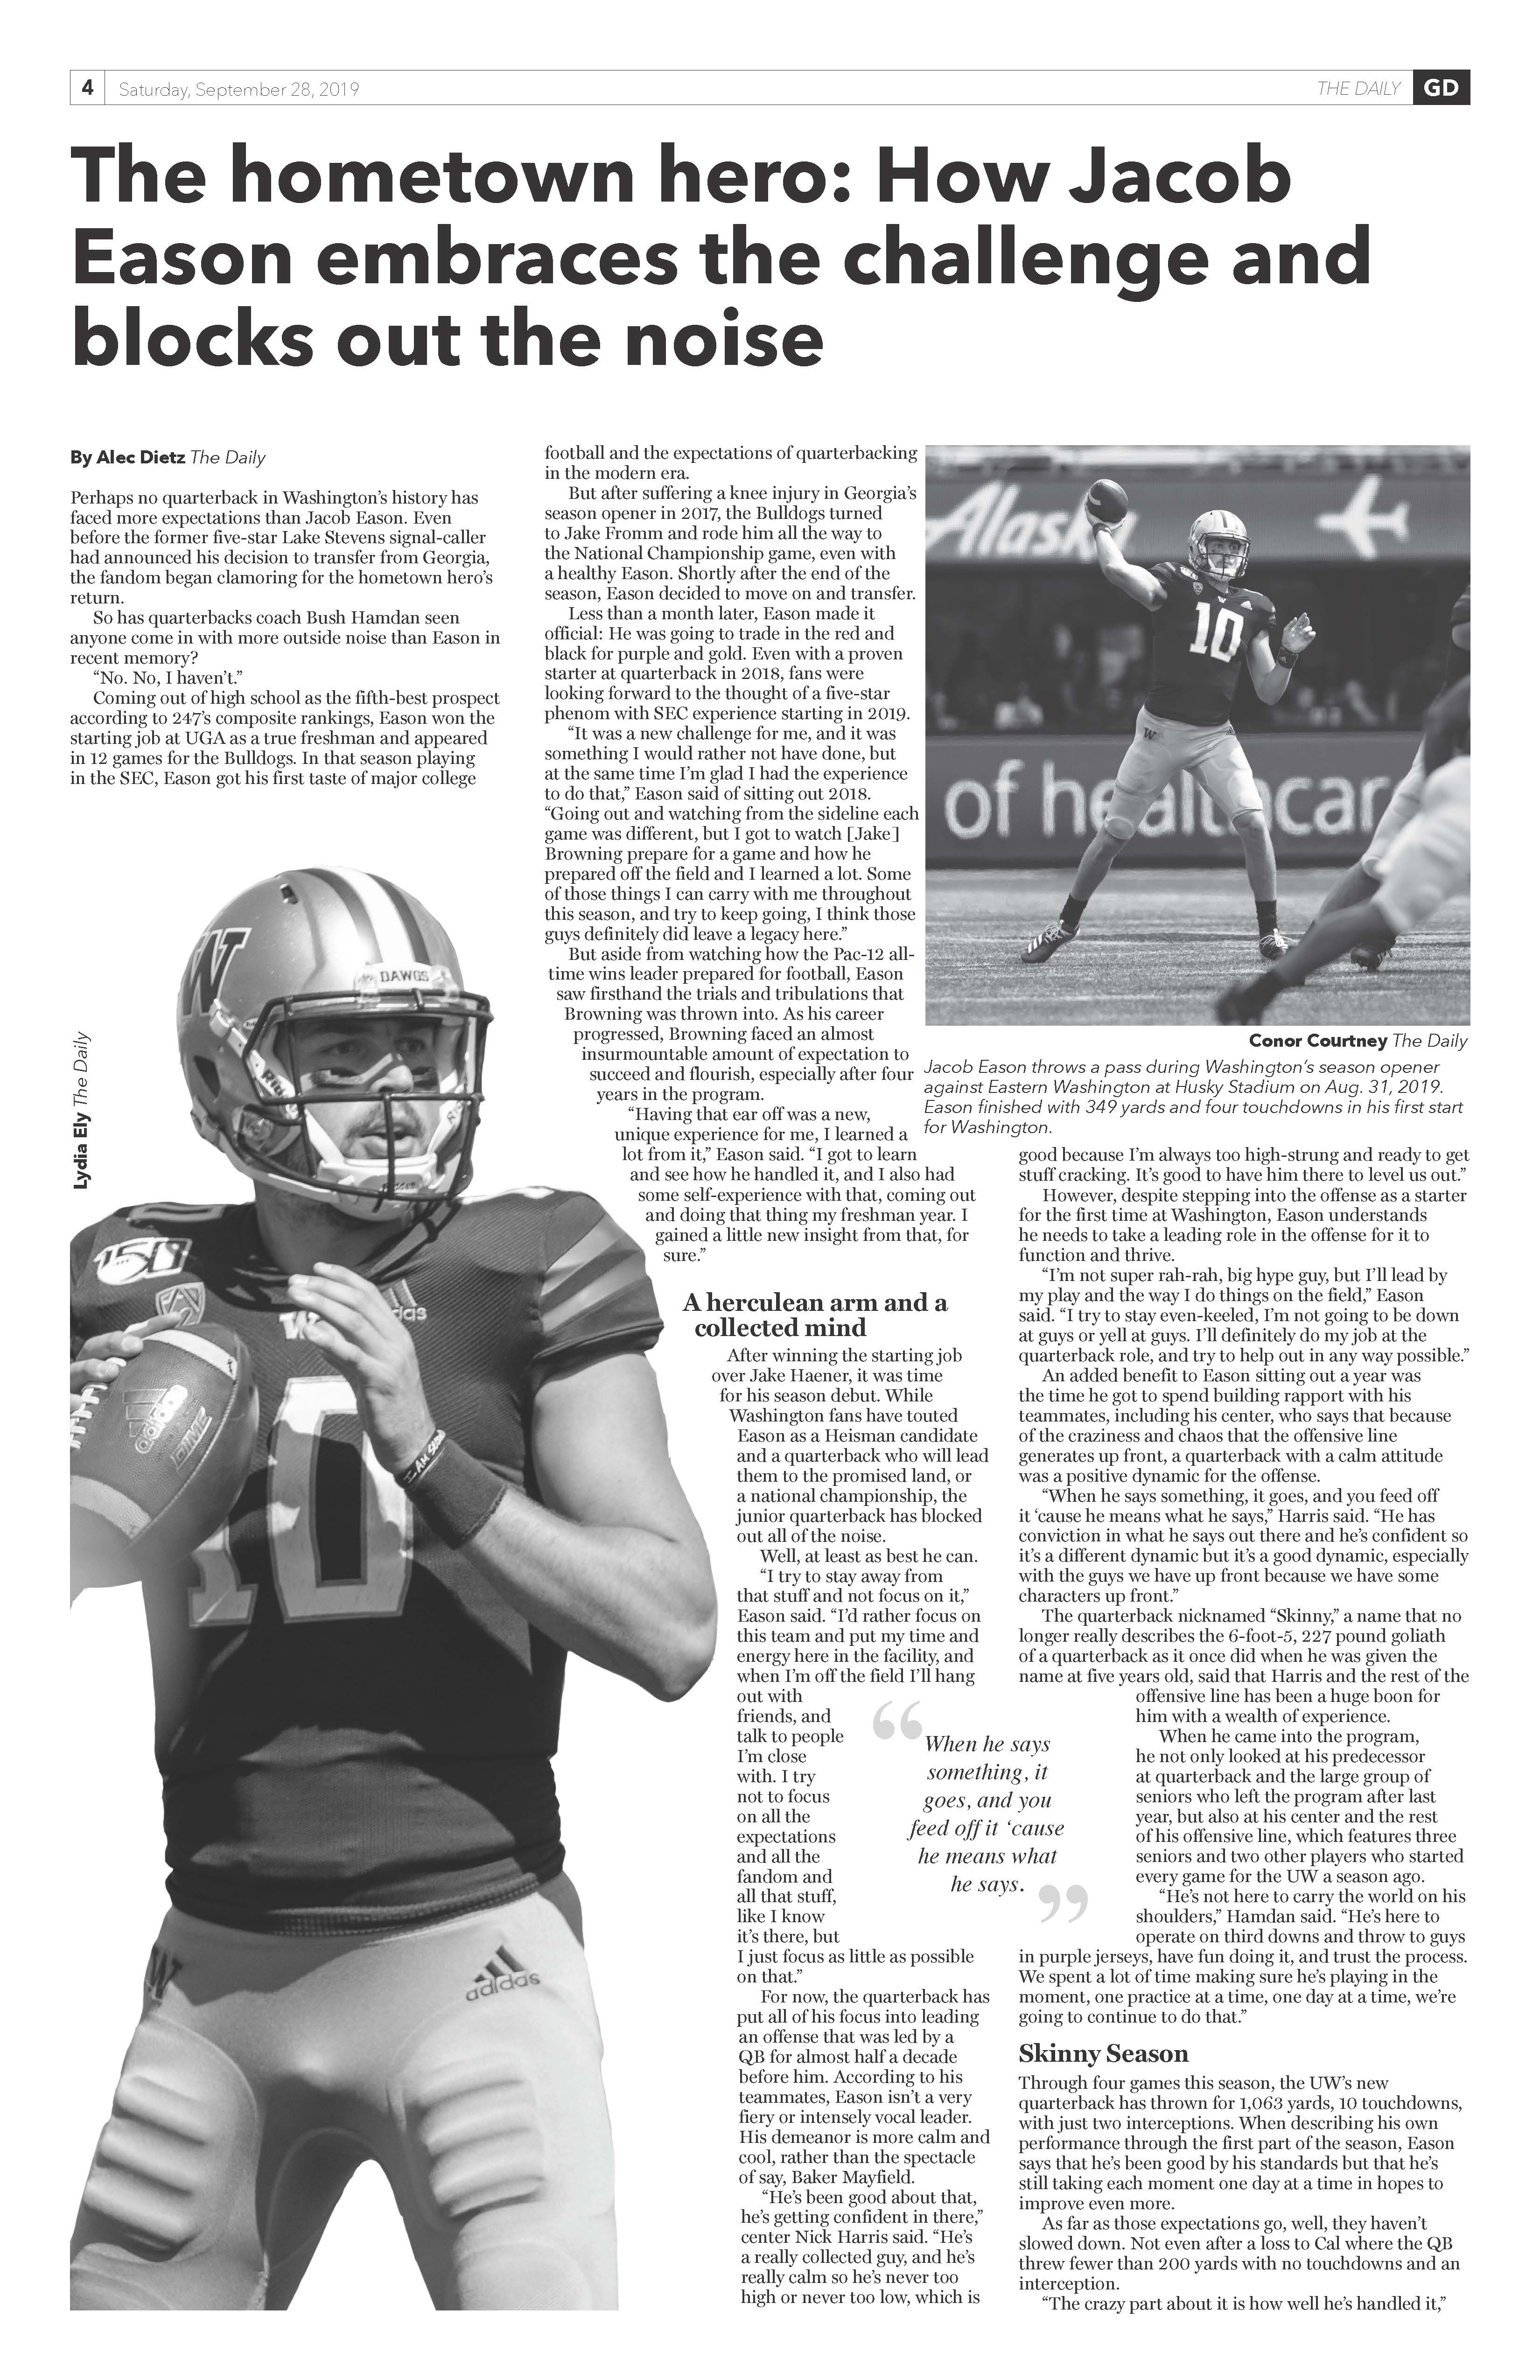 4
Saturday, September 28, 2019
THE DAILY
GD
The hometown hero: How Jacob
Eason embraces the challenge and
blocks out the noise
By Alec Dietz The Daily
Perhaps no quarterback in Washington’s history has
faced more expectations than Jacob Eason. Even
before the former five-star Lake Stevens signal-caller
had announced his decision to transfer from Georgia,
the fandom began clamoring for the hometown hero’s
return.
So has quarterbacks coach Bush Hamdan seen
anyone come in with more outside noise than Eason in
recent memory?
“No. No, I haven’t.”
Coming out of high school as the fifth-best prospect
according to 247’s composite rankings, Eason won the
starting job at UGA as a true freshman and appeared
in 12 games for the Bulldogs. In that season playing
in the SEC, Eason got his first taste of major college
Lydia Ely The Daily
W
DAWGS
150
adidas
W
10
adidas
DIME
I AM SEDM
W
adidas
football and the expectations of quarterbacking
in the modern era.
But after suffering a knee injury in Georgia’s
season opener in 2017, the Bulldogs turned
to Jake Fromm and rode him all the way to
the National Championship game, even with
a healthy Eason. Shortly after the end of the
season, Eason decided to move on and transfer.
Less than a month later, Eason made it
official: He was going to trade in the red and
black for purple and gold. Even with a proven
starter at quarterback in 2018, fans were
looking forward to the thought of a five-star
phenom with SEC experience starting in 2019.
“It was a new challenge for me, and it was
something I would rather not have done, but
at the same time I’m glad I had the experience
to do that,” Eason said of sitting out 2018.
“Going out and watching from the sideline each
game was different, but I got to watch [Jake]
Browning prepare for a game and how he
prepared off the field and I learned a lot. Some
of those things I can carry with me throughout
this season, and try to keep going, I think those
guys definitely did leave a legacy here.”
But aside from watching how the Pac-12 all-
time wins leader prepared for football, Eason
saw firsthand the trials and tribulations that
Browning was thrown into. As his career
progressed, Browning faced an almost
insurmountable amount of expectation to
succeed and flourish, especially after four
years in the program.
“Having that ear off was a new,
unique experience for me, I learned a
lot from it,” Eason said. “I got to learn
and see how he handled it, and I also had
some self-experience with that, coming out
and doing that thing my freshman year. I
gained a little new insight from that, for
sure.”
A herculean arm and a
collected mind
After winning the starting job
over Jake Haener, it was time
for his season debut. While
Washington fans have touted
Eason as a Heisman candidate
and a quarterback who will lead
them to the promised land, or
a national championship, the
junior quarterback has blocked
out all of the noise.
Well, at least as best he can.
“I try to stay away from
that stuff and not focus on it,”
Eason said. “I’d rather focus on
this team and put my time and
energy here in the facility, and
when I’m off the field I’ll hang
out with
friends, and
talk to people
I’m close
with. I try
not to focus
on all the
expectations
and all the
fandom and
all that stuff,
like I know
it’s there, but
I just focus as little as possible
on that.”
For now, the quarterback has
put all of his focus into leading
an offense that was led by a
QB for almost half a decade
before him. According to his
teammates, Eason isn’t a very
fiery or intensely vocal leader.
His demeanor is more calm and
cool, rather than the spectacle
of say, Baker Mayfield.
“He’s been good about that,
he’s getting confident in there,”
center Nick Harris said. “He’s
a really collected guy, and he’s
really calm so he’s never too
high or never too low, which is
“When he says
something, it
goes, and you
feed off it ‘cause
he means what
he says.”
Alaska
10
W
of healthcar
Conor Courtney The Daily
Jacob Eason throws a pass during Washington’s season opener
against Eastern Washington at Husky Stadium on Aug. 31, 2019.
Eason finished with 349 yards and four touchdowns in his first start
for Washington.
good because I’m always too high-strung and ready to get
stuff cracking. It’s good to have him there to level us out.”
However, despite stepping into the offense as a starter
for the first time at Washington, Eason understands
he needs to take a leading role in the offense for it to
function and thrive.
“I’m not super rah-rah, big hype guy, but I’ll lead by
my play and the way I do things on the field,” Eason
said. “I try to stay even-keeled, I’m not going to be down
at guys or yell at guys. I’ll definitely do my job at the
quarterback role, and try to help out in any way possible.”
An added benefit to Eason sitting out a year was
the time he got to spend building rapport with his
teammates, including his center, who says that because
of the craziness and chaos that the offensive line
generates up front, a quarterback with a calm attitude
was a positive dynamic for the offense.
“When he says something, it goes, and you feed off
it ‘cause he means what he says,” Harris said. “He has
conviction in what he says out there and he’s confident so
it’s a different dynamic but it’s a good dynamic, especially
with the guys we have up front because we have some
characters up front.”
The quarterback nicknamed “Skinny,” a name that no
longer really describes the 6-foot-5, 227 pound goliath
of a quarterback as it once did when he was given the
name at five years old, said that Harris and the rest of the
offensive line has been a huge boon for
him with a wealth of experience.
When he came into the program,
he not only looked at his predecessor
at quarterback and the large group of
seniors who left the program after last
year, but also at his center and the rest
of his offensive line, which features three
seniors and two other players who started
every game for the UW a season ago.
“He’s not here to carry the world on his
shoulders,” Hamdan said. “He’s here to
operate on third downs and throw to guys
in purple jerseys, have fun doing it, and trust the process.
We spent a lot of time making sure he’s playing in the
moment, one practice at a time, one day at a time, we’re
going to continue to do that.”
Skinny Season
Through four games this season, the UW’s new
quarterback has thrown for 1,063 yards, 10 touchdowns,
with just two interceptions. When describing his own
performance through the first part of the season, Eason
says that he’s been good by his standards but that he’s
still taking each moment one day at a time in hopes to
improve even more.
As far as those expectations go, well, they haven’t
slowed down. Not even after a loss to Cal where the QB
threw fewer than 200 yards with no touchdowns and an
interception.
“The crazy part about it is how well he’s handled it,”